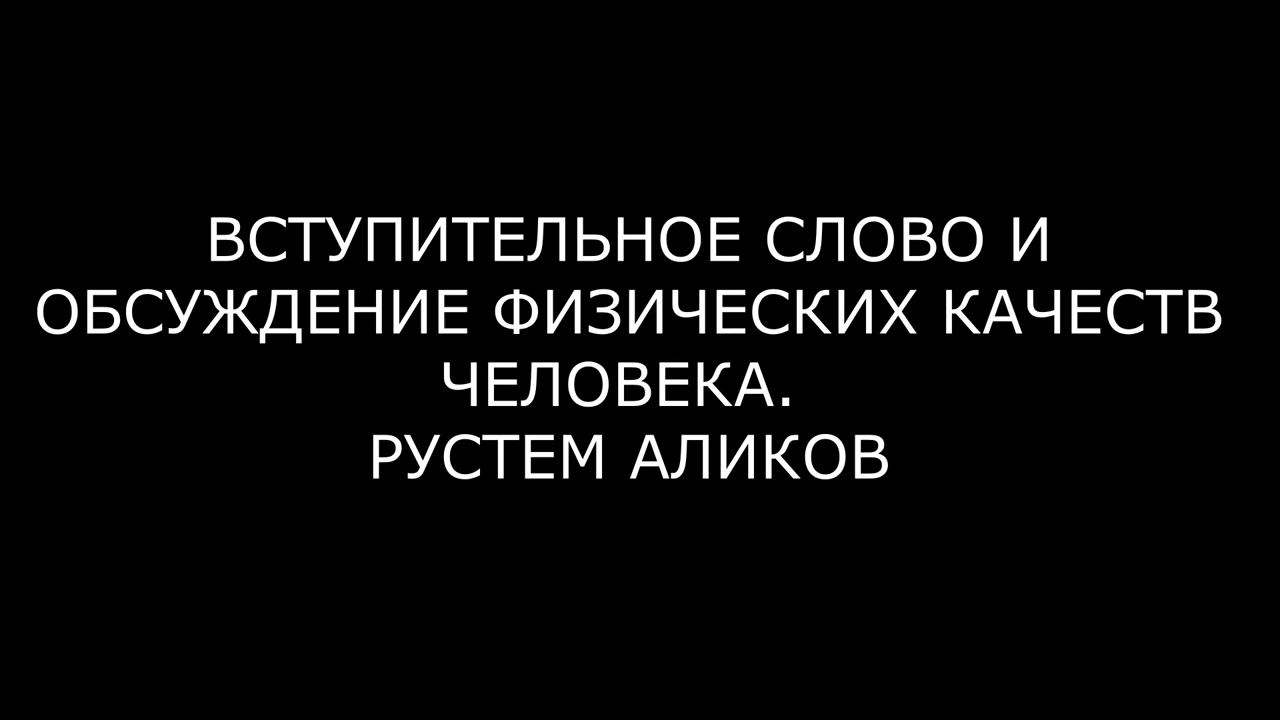 ВСТУПИТЕЛЬНОЕ СЛОВО И
ОБСУЖДЕНИЕ ФИЗИЧЕСКИХ КАЧЕСТВ
ЧЕЛОВЕКА.
РУСТЕМ АЛИКОВ